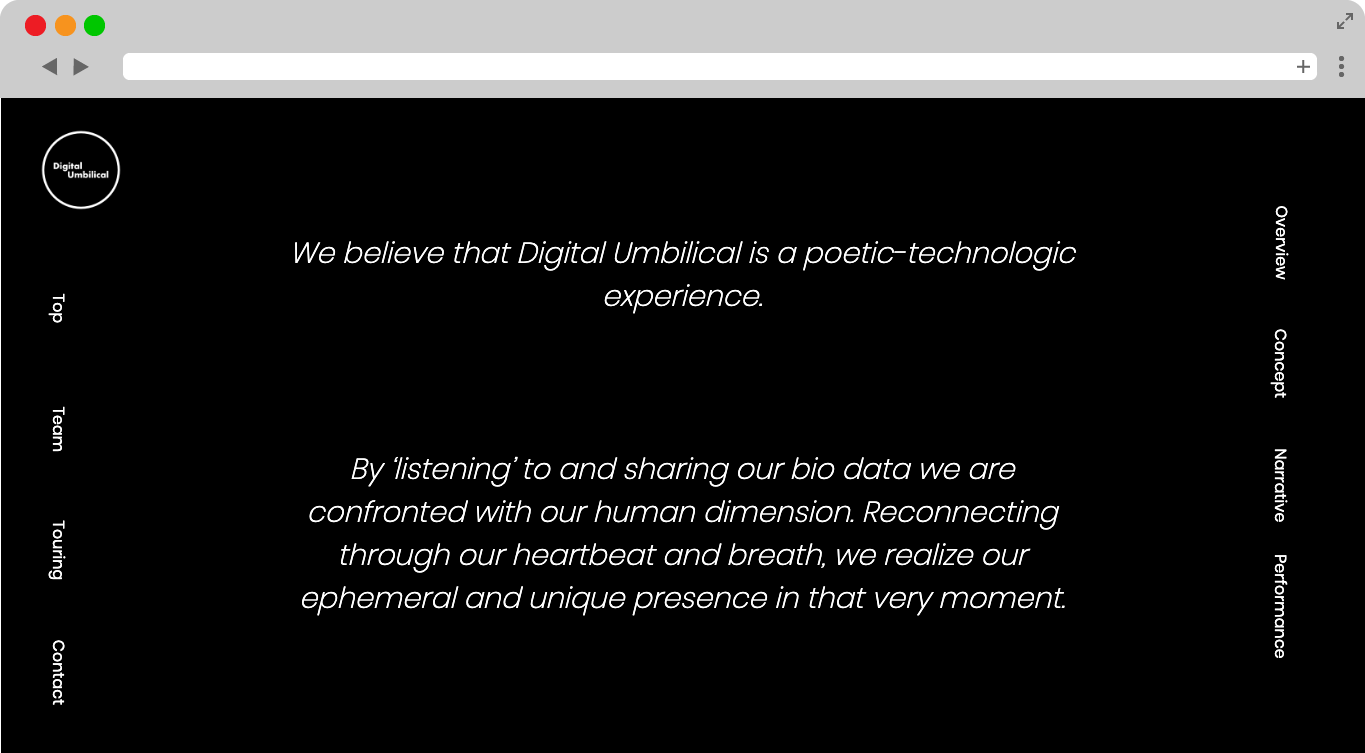 Digital
Umbilical
Top
Team
Touring
Contact
We believe that Digital Umbilical is a poetic-technologic
experience.
By ‘listening’ to and sharing our bio data we are
confronted with our human dimension. Reconnecting
through our heartbeat and breath, we realize our
ephemeral and unique presence in that very moment.
Overview
Concept
Narrative
Performance